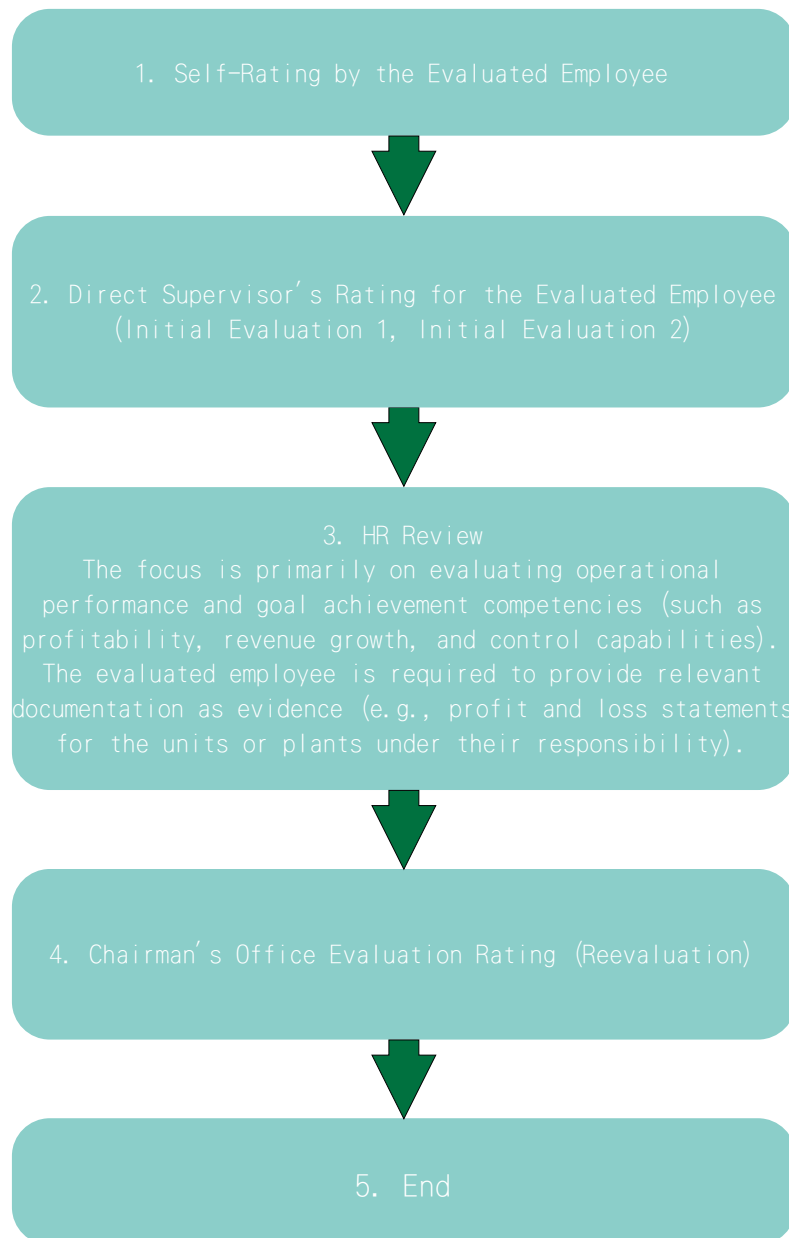 1. Self-Rating by the Evaluated Employee
2. Direct Supervisor's Rating for the Evaluated Employee
(Initial Evaluation 1, Initial Evaluation 2)
3. HR Review
The focus is primarily on evaluating operational
performance and goal achievement competencies (such as
profitability, revenue growth, and control capabilities).
The evaluated employee is required to provide relevant
documentation as evidence (e.g., profit and loss statements
for the units or plants under their responsibility).
4. Chairman's Office Evaluation Rating (Reevaluation)
5. End